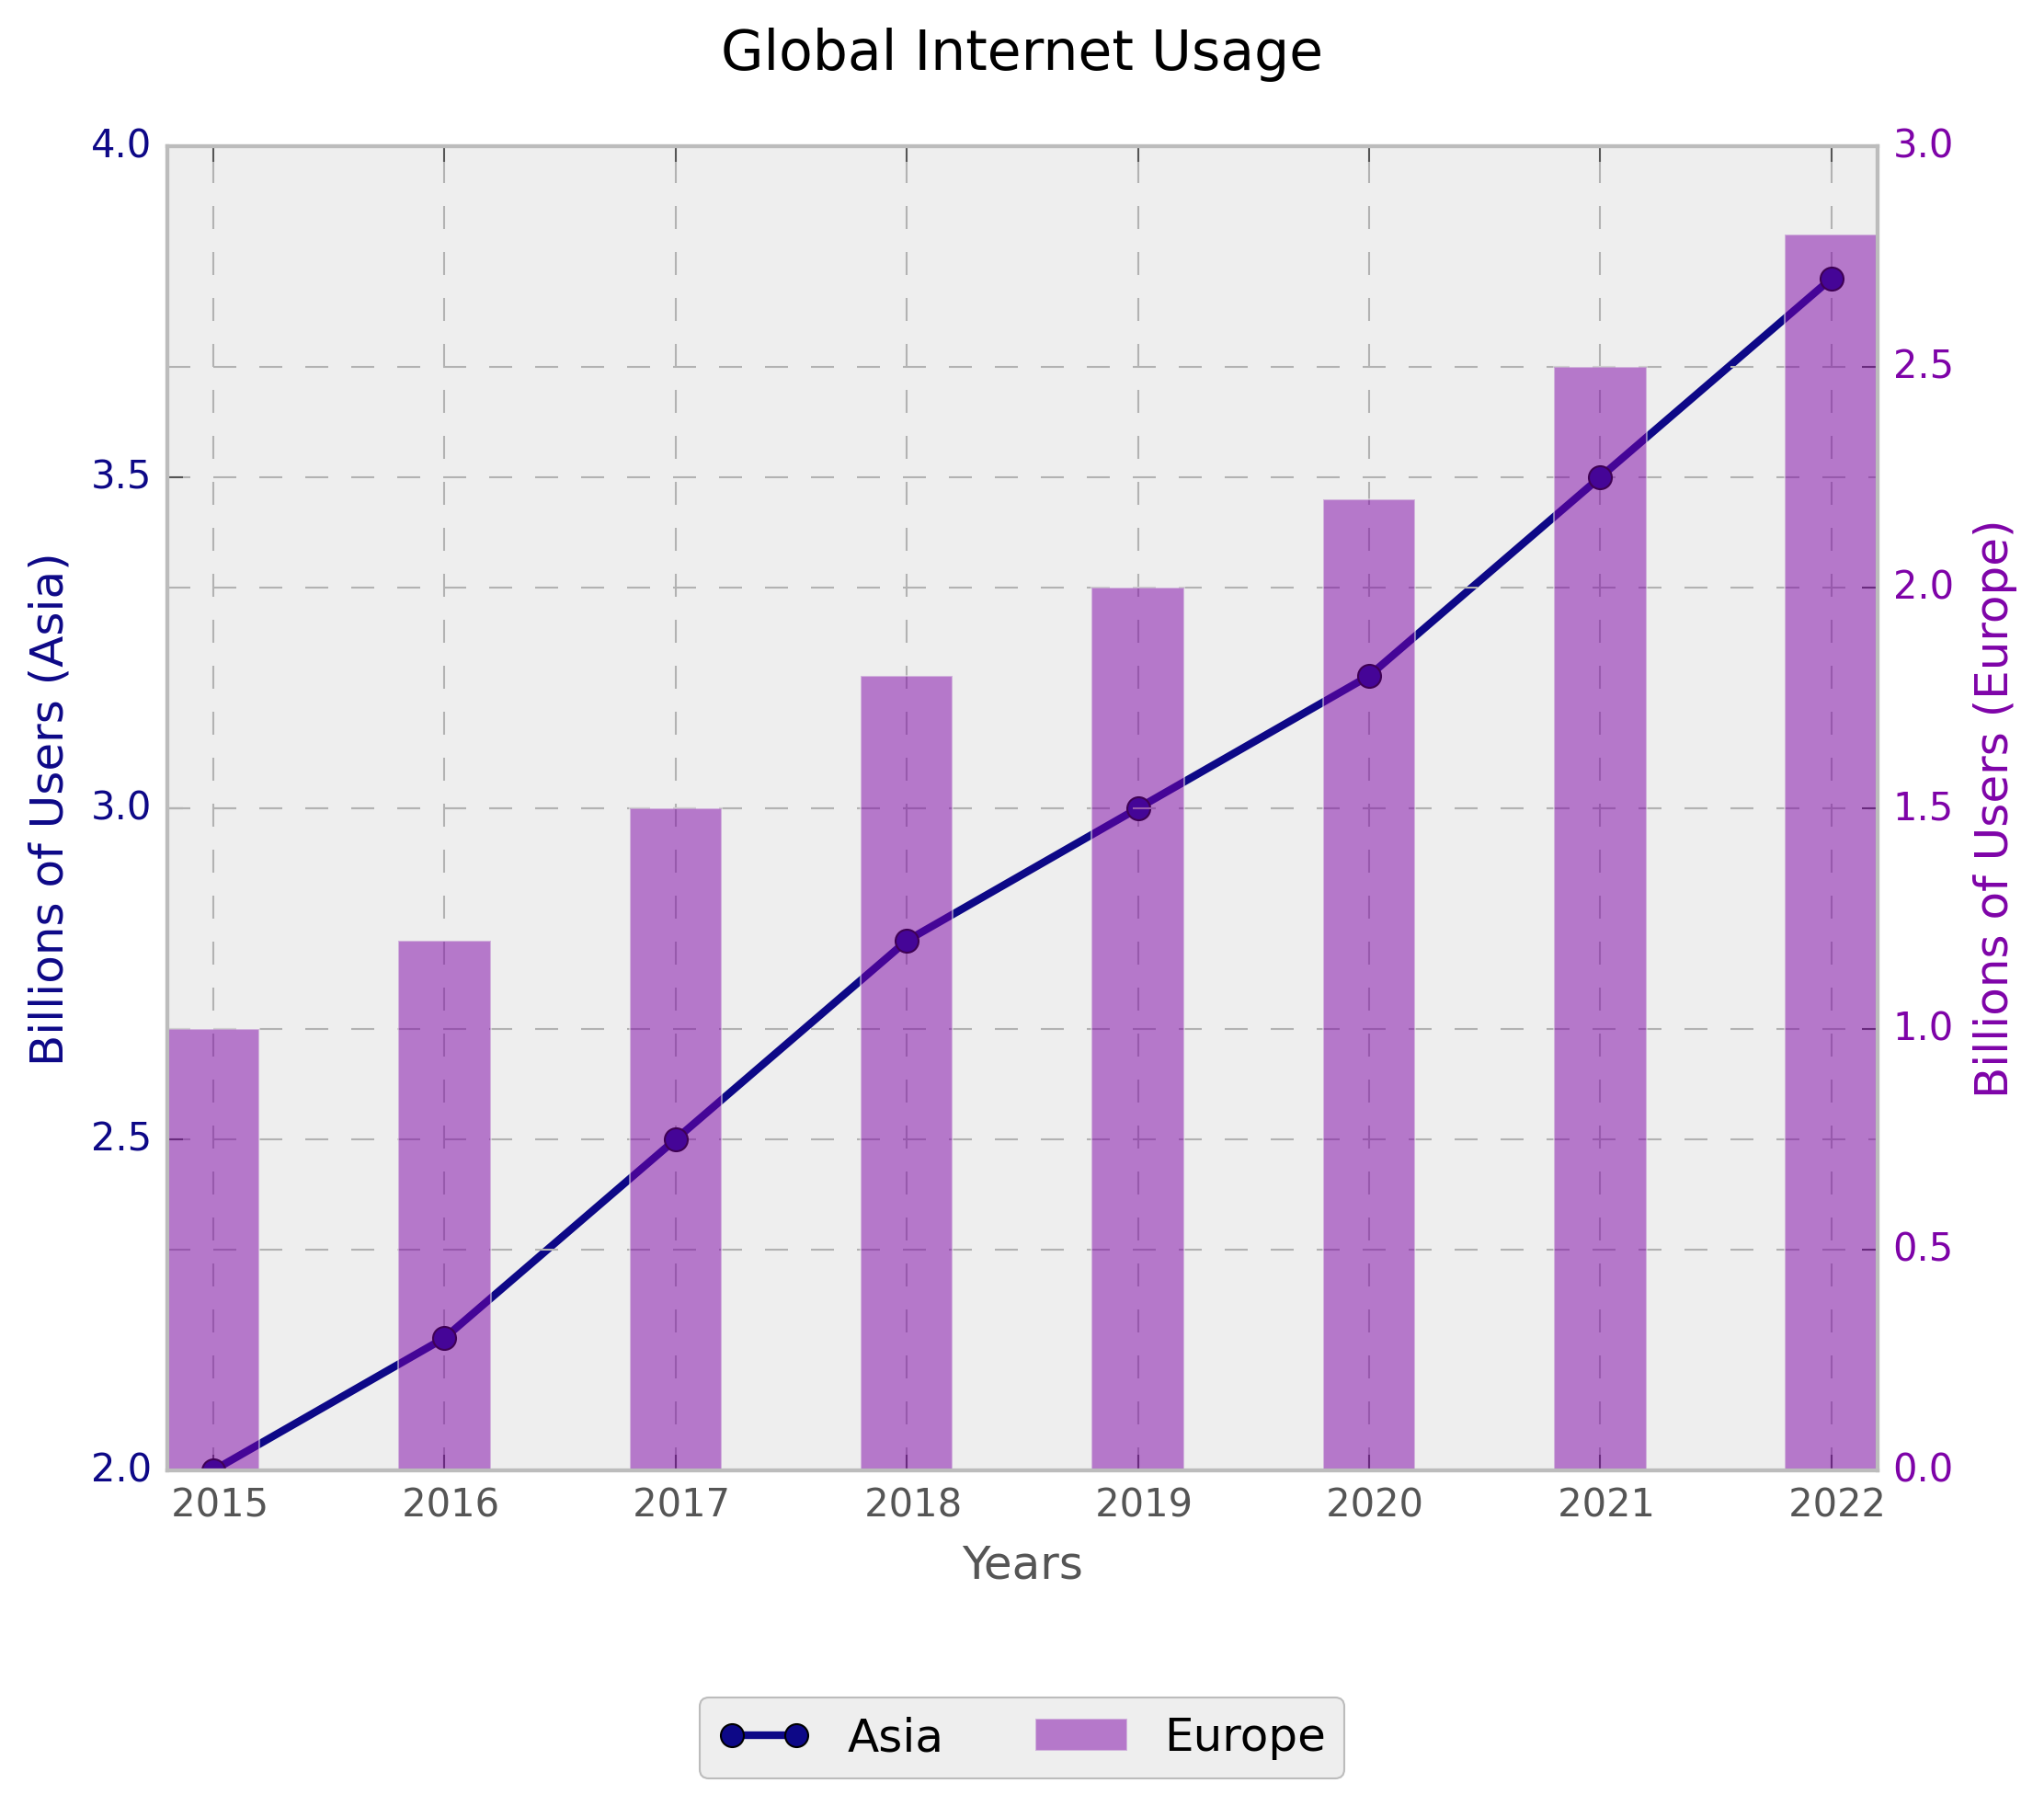 Global Internet Usage
4.0
3.5
3.0
2.5
2.0
Billions of Users (Asia)
3.0
2.5
2.0
1.5
1.0
0.5
0.0
Billions of Users (Europe)
2015 2016 2017 2018 2019 2020 2021 2022
Years
Asia Europe